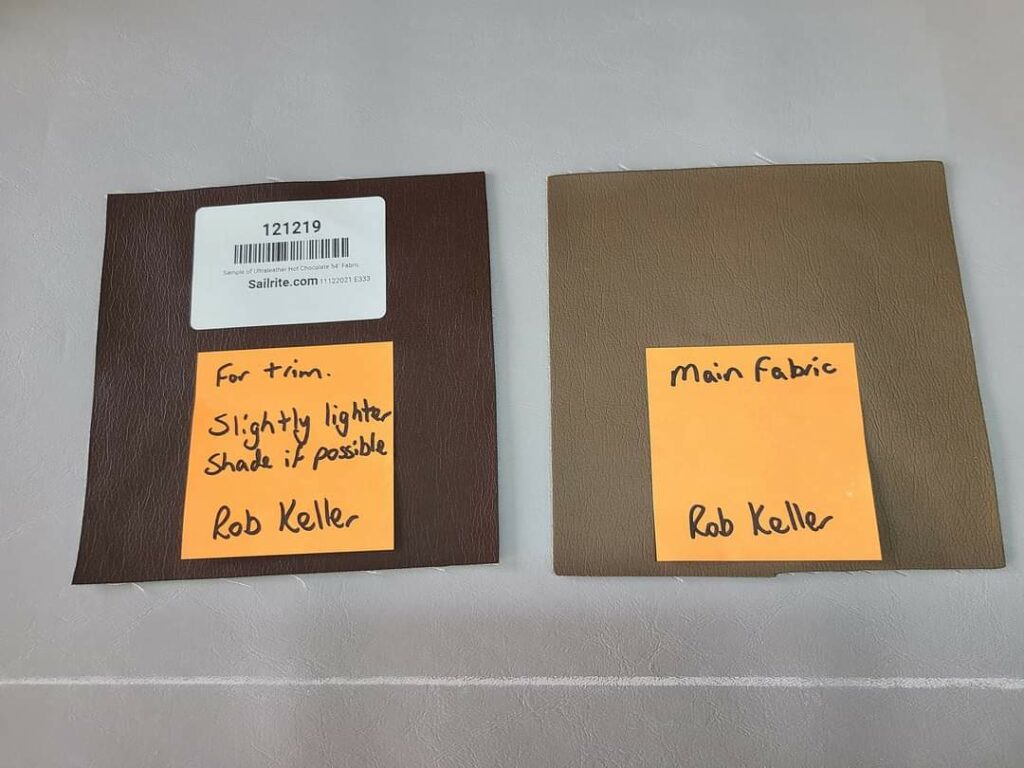 121219
Sample of Ultraleather Hot Chocolate 54" Fabric
Sailrite.com 11122021 E333
For trim.
Slightly lighter
Shade if possible
Rob Keller
Main Fabric
Rob Keller